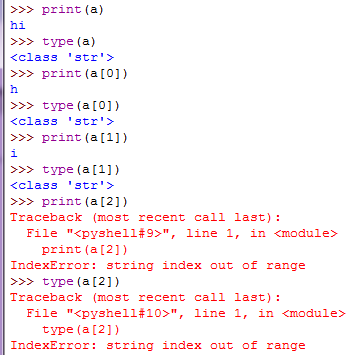 >>> print(a)
hi
>>> type(a)
<class 'str'>
>>> print(a[0])
h
>>> type(a[0])
<class 'str'>
>>> print(a[1])
i
>>> type(a[1])
<class 'str'>
>>> print(a[2])
Traceback (most recent call last):
  File "<pyshell#9>", line 1, in <module>
    print(a[2])
IndexError: string index out of range
>>> type(a[2])
Traceback (most recent call last):
  File "<pyshell#10>", line 1, in <module>
    type(a[2])
IndexError: string index out of range